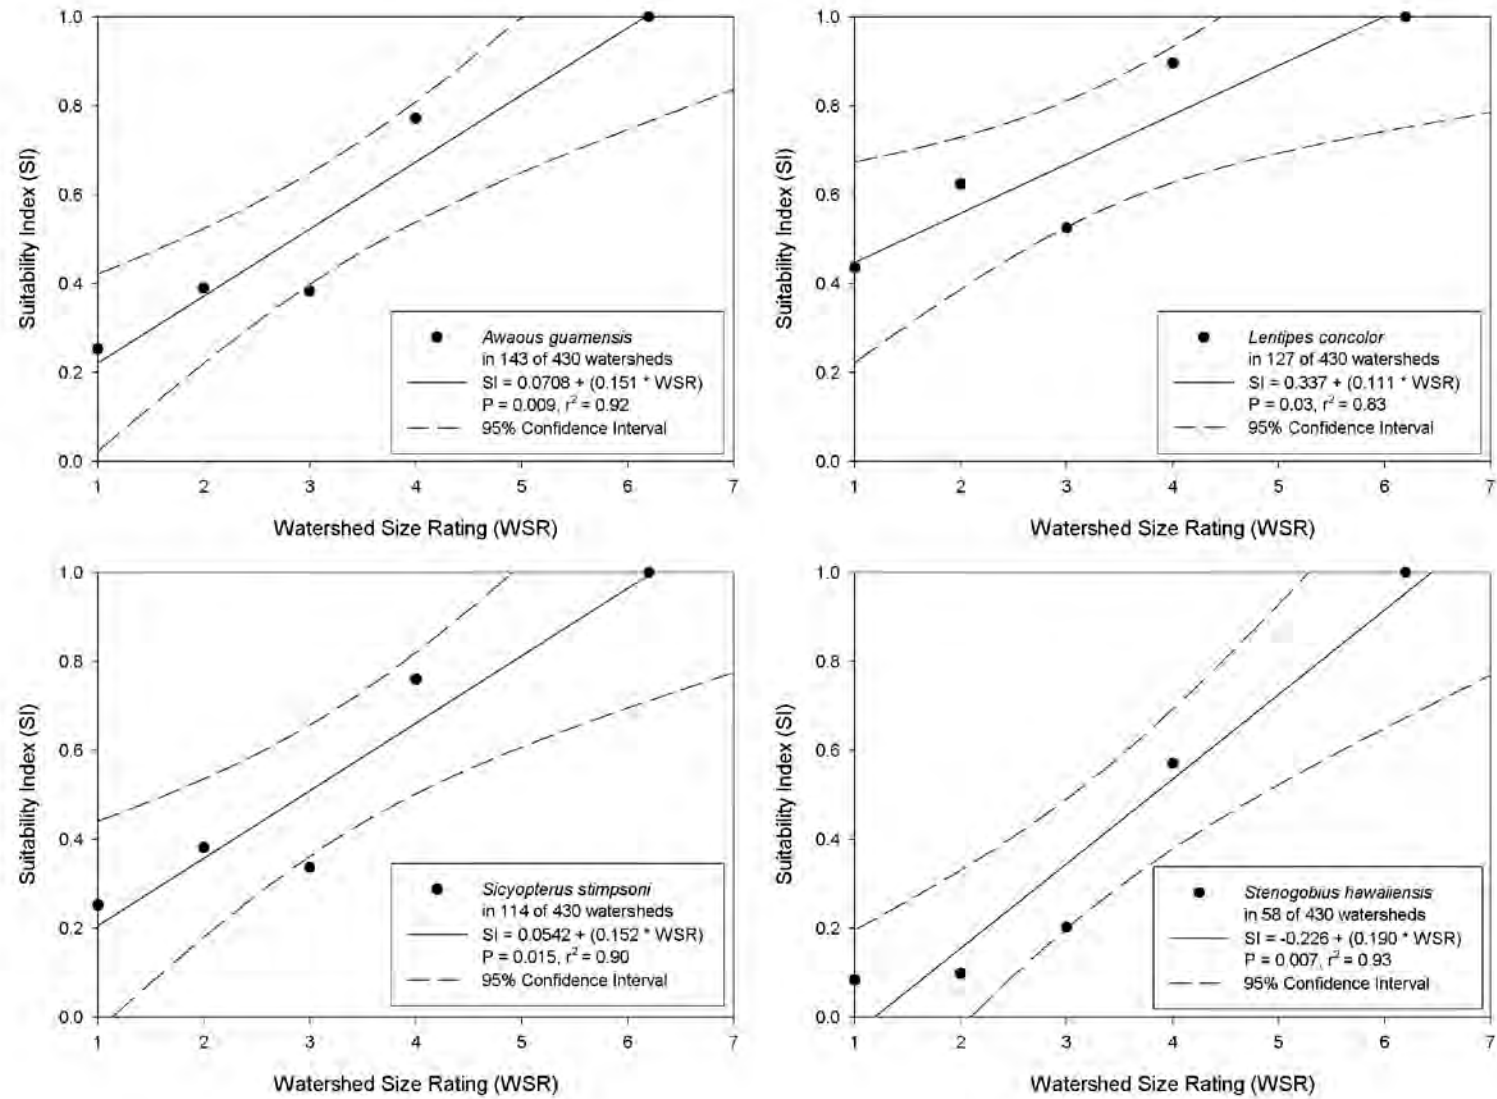 1.0
0.8
0.6
0.4
0.2
0.0
Suitability Index (SI)
Awaous guamensis
in 143 of 430 watersheds
SI = 0.0708 + (0.151 * WSR)
P = 0.009, r² = 0.92
95% Confidence Interval
1 2 3 4 5 6 7
Watershed Size Rating (WSR)
1.0
0.8
0.6
0.4
0.2
0.0
Suitability Index (SI)
Lentipes concolor
in 127 of 430 watersheds
SI = 0.337 + (0.111 * WSR)
P = 0.03, r² = 0.83
95% Confidence Interval
1 2 3 4 5 6 7
Watershed Size Rating (WSR)
1.0
0.8
0.6
0.4
0.2
0.0
Suitability Index (SI)
Sicyopterus stimpsoni
in 114 of 430 watersheds
SI = 0.0542 + (0.152 * WSR)
P = 0.015, r² = 0.90
95% Confidence Interval
1 2 3 4 5 6 7
Watershed Size Rating (WSR)
1.0
0.8
0.6
0.4
0.2
0.0
Suitability Index (SI)
Stenogobius hawaiiensis
in 58 of 430 watersheds
SI = -0.226 + (0.190 * WSR)
P = 0.007, r² = 0.93
95% Confidence Interval
1 2 3 4 5 6 7
Watershed Size Rating (WSR)